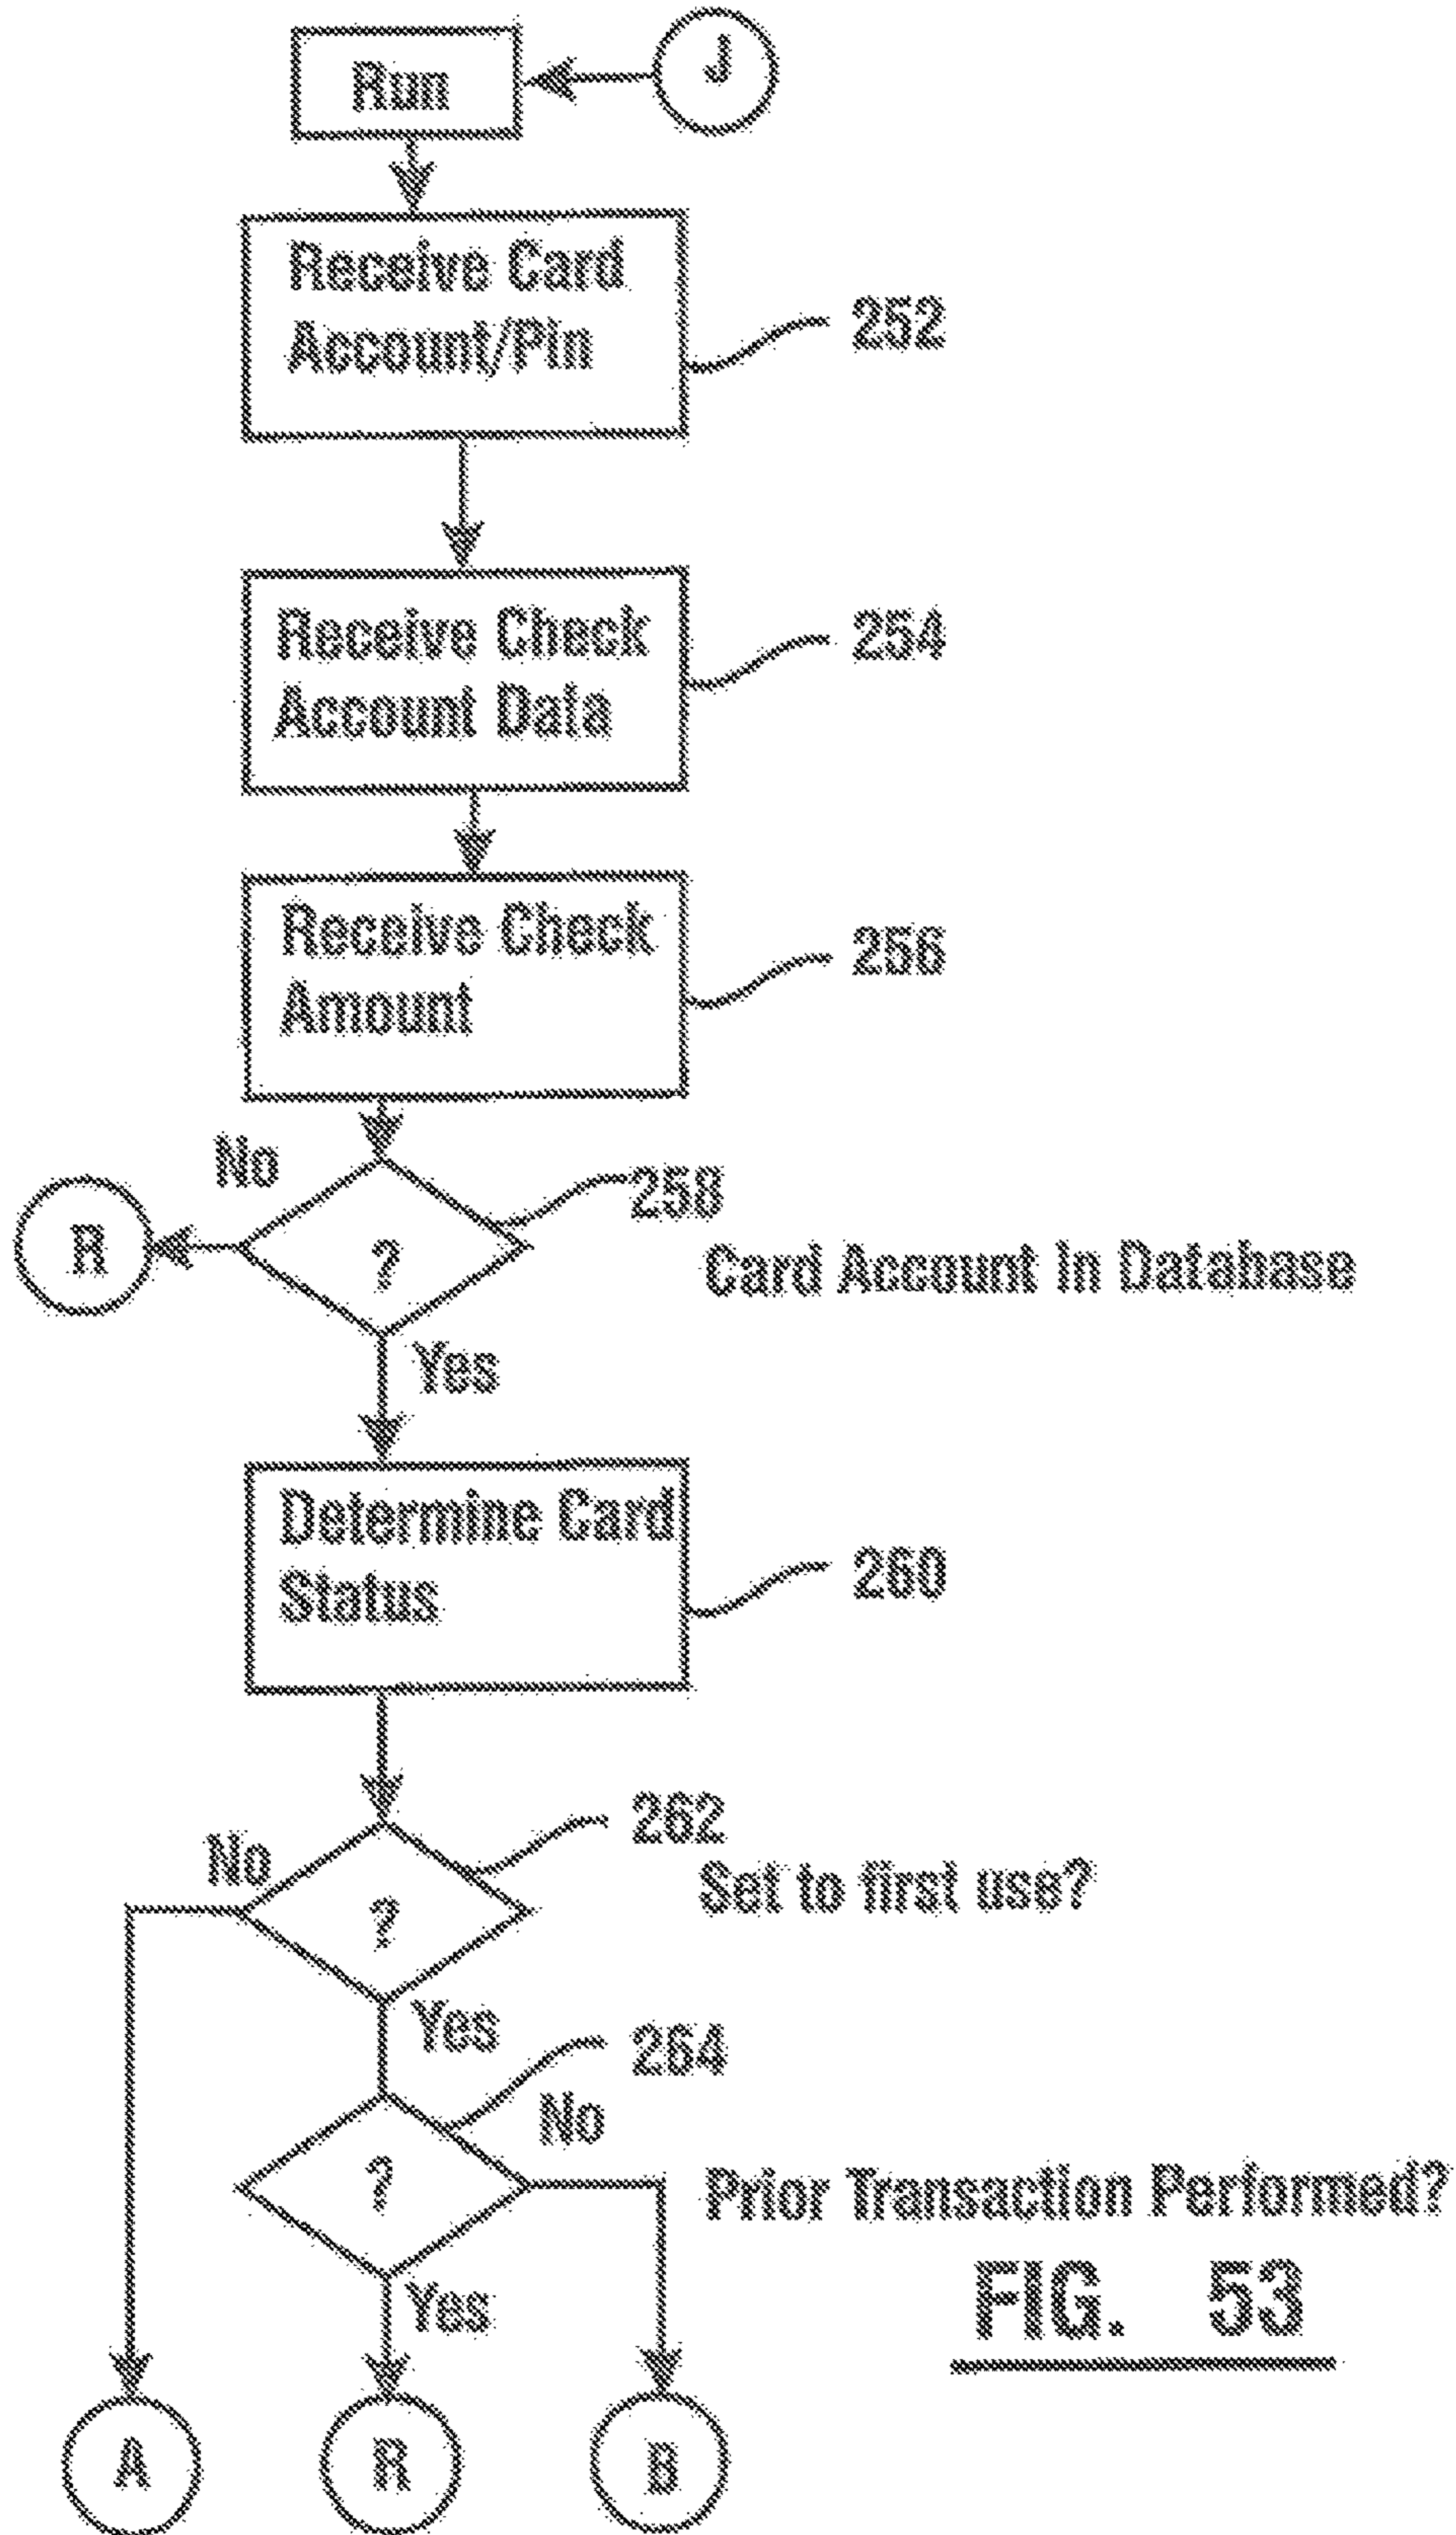 Run
J
Receive Card
Account/Pin
252
Receive Check
Account Data
254
Receive Check
Amount
256
No
258
R
?
Card Account In Database
Yes
Determine Card
Status
260
262
No
?
Set to first use?
Yes
264
No
?
Prior Transaction Performed?
Yes
FIG. 53
A
R
B